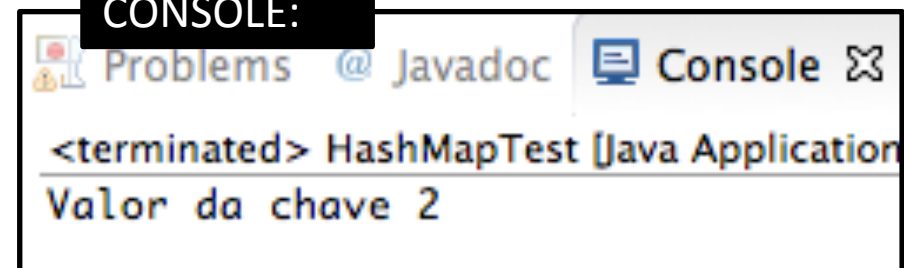 CONSOLE:
Problems @ Javadoc Console
<terminated> HashMapTest [Java Application
Valor da chave 2